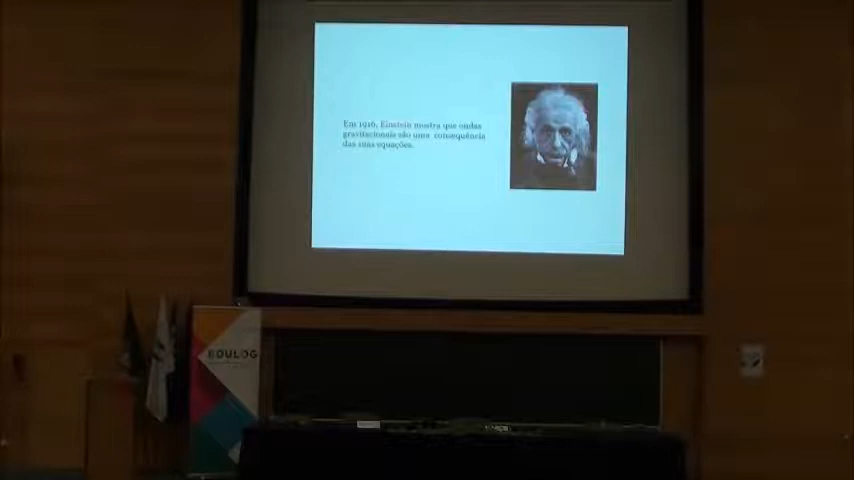 Em 1916, Einstein mostra que ondas
gravitacionais são uma consequência
das suas equações.
EDULOG